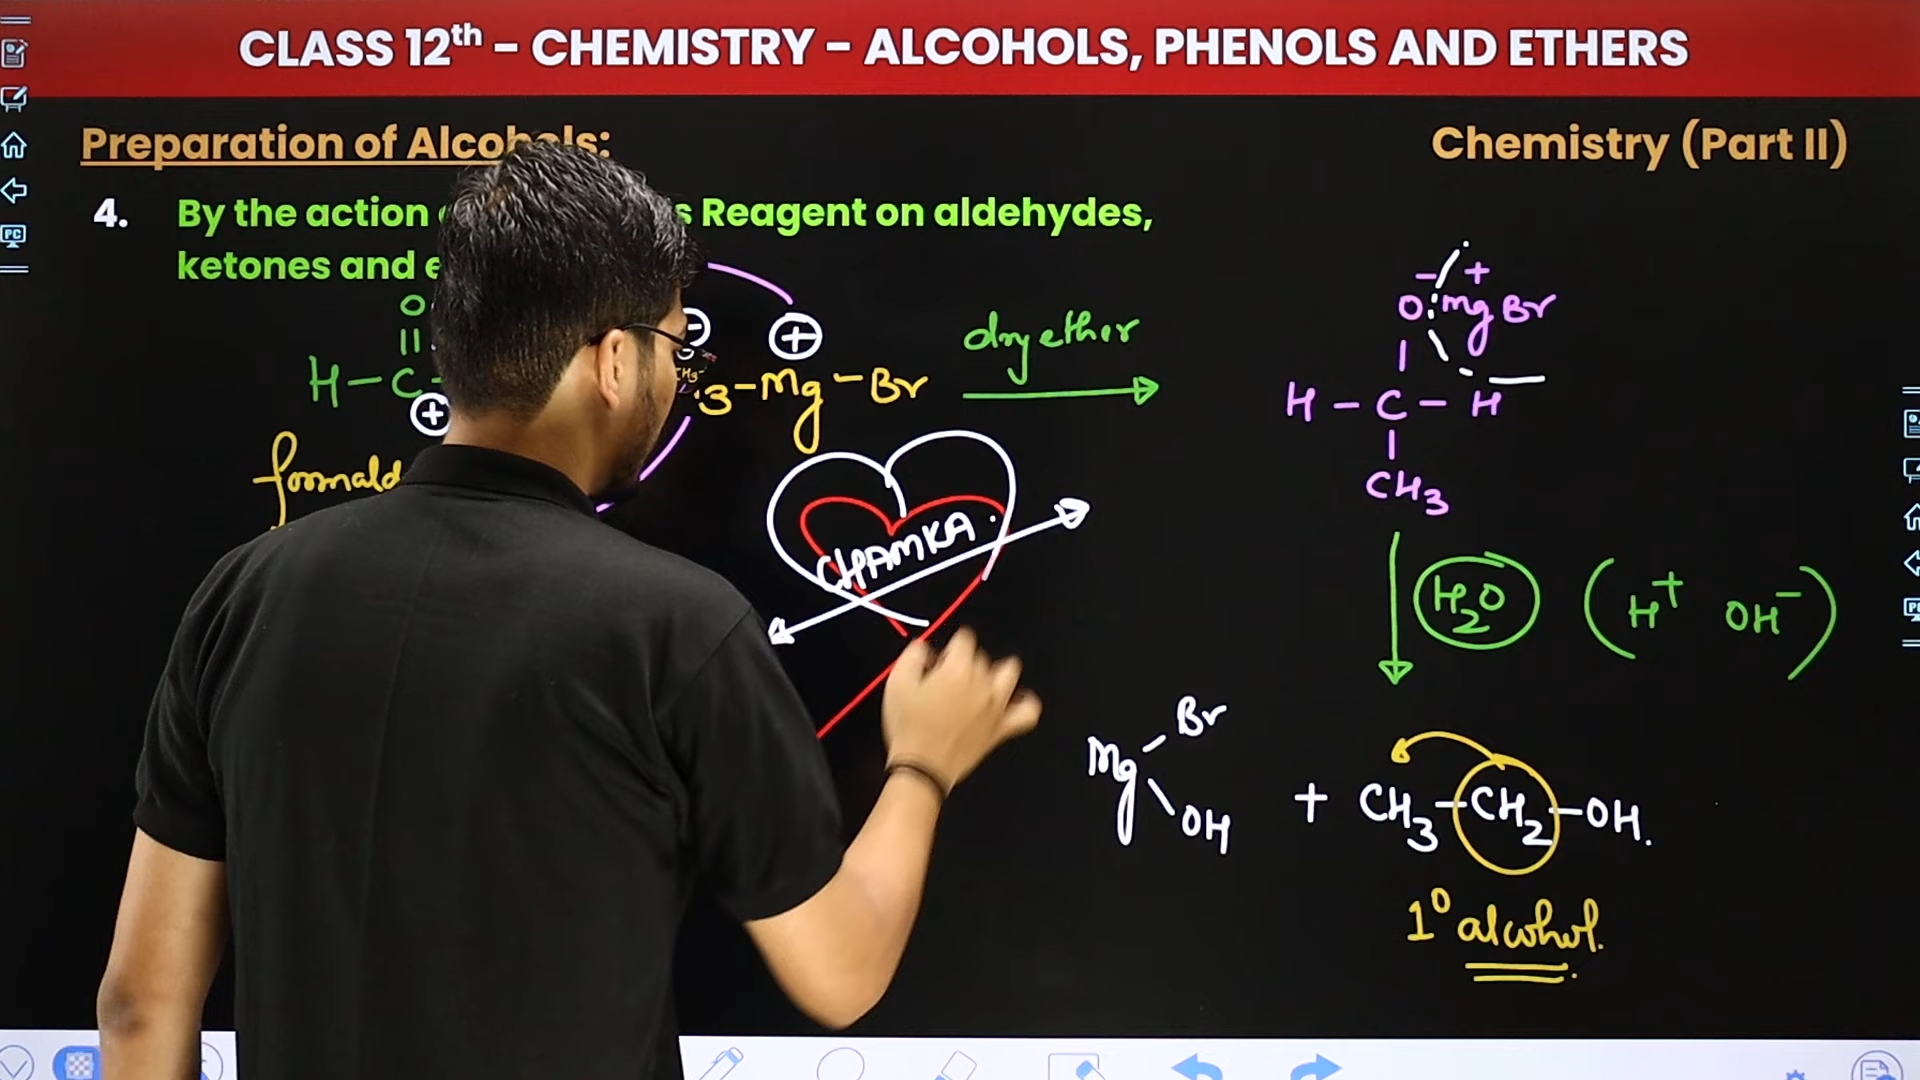 CLASS 12th - CHEMISTRY - ALCOHOLS, PHENOLS AND ETHERS
Preparation of Alcohols:
Chemistry (Part II)
4. By the action s Reagent on aldehydes,
ketones and e
O
||
H-C
+
-
+
3-Mg-Br
dry ether
formald
CHAMKA.
- +
O MgBr
|
H-C-H
|
CH3
H2O (H+ OH-)
Mg
Br
OH
+ CH3-CH2-OH.
1° alcohol.
PC